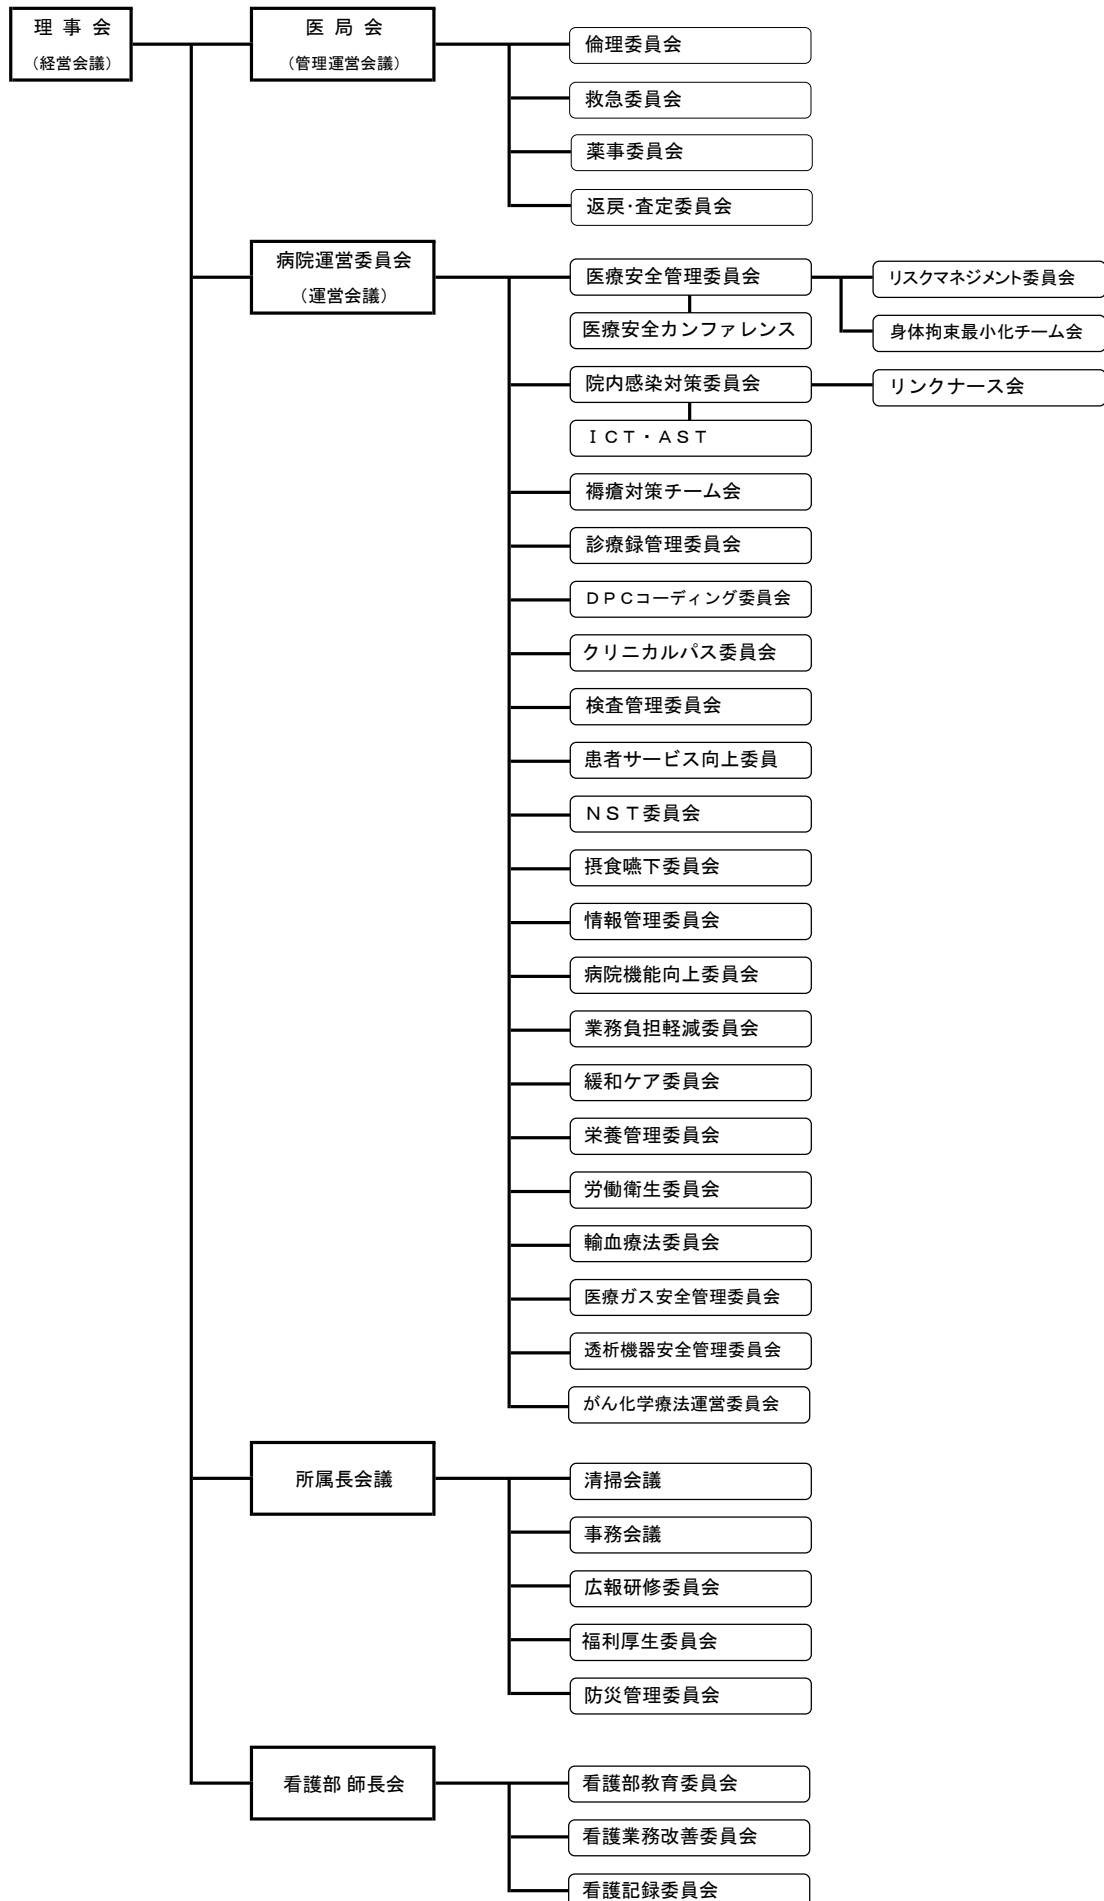 理 事 会
（経営会議）
医 局 会
（管理運営会議）
倫理委員会
救急委員会
薬事委員会
返戻・査定委員会
病院運営委員会
（運営会議）
医療安全管理委員会
リスクマネジメント委員会
医療安全カンファレンス
身体拘束最小化チーム会
院内感染対策委員会
リンクナース会
ＩＣＴ・ＡＳＴ
褥瘡対策チーム会
診療録管理委員会
ＤＰＣコーディング委員会
クリニカルパス委員会
検査管理委員会
患者サービス向上委員
ＮＳＴ委員会
摂食嚥下委員会
情報管理委員会
病院機能向上委員会
業務負担軽減委員会
緩和ケア委員会
栄養管理委員会
労働衛生委員会
輸血療法委員会
医療ガス安全管理委員会
透析機器安全管理委員会
がん化学療法運営委員会
所属長会議
清掃会議
事務会議
広報研修委員会
福利厚生委員会
防災管理委員会
看護部 師長会
看護部教育委員会
看護業務改善委員会
看護記録委員会